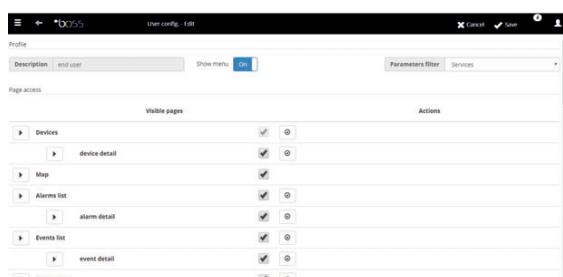 *boss User config. - Edit Cancel Save
Profile
Description end user Show menu On Parameters filter Services
Page access
Visible pages Actions
Devices
device detail
Map
Alarms list
alarm detail
Events list
event detail